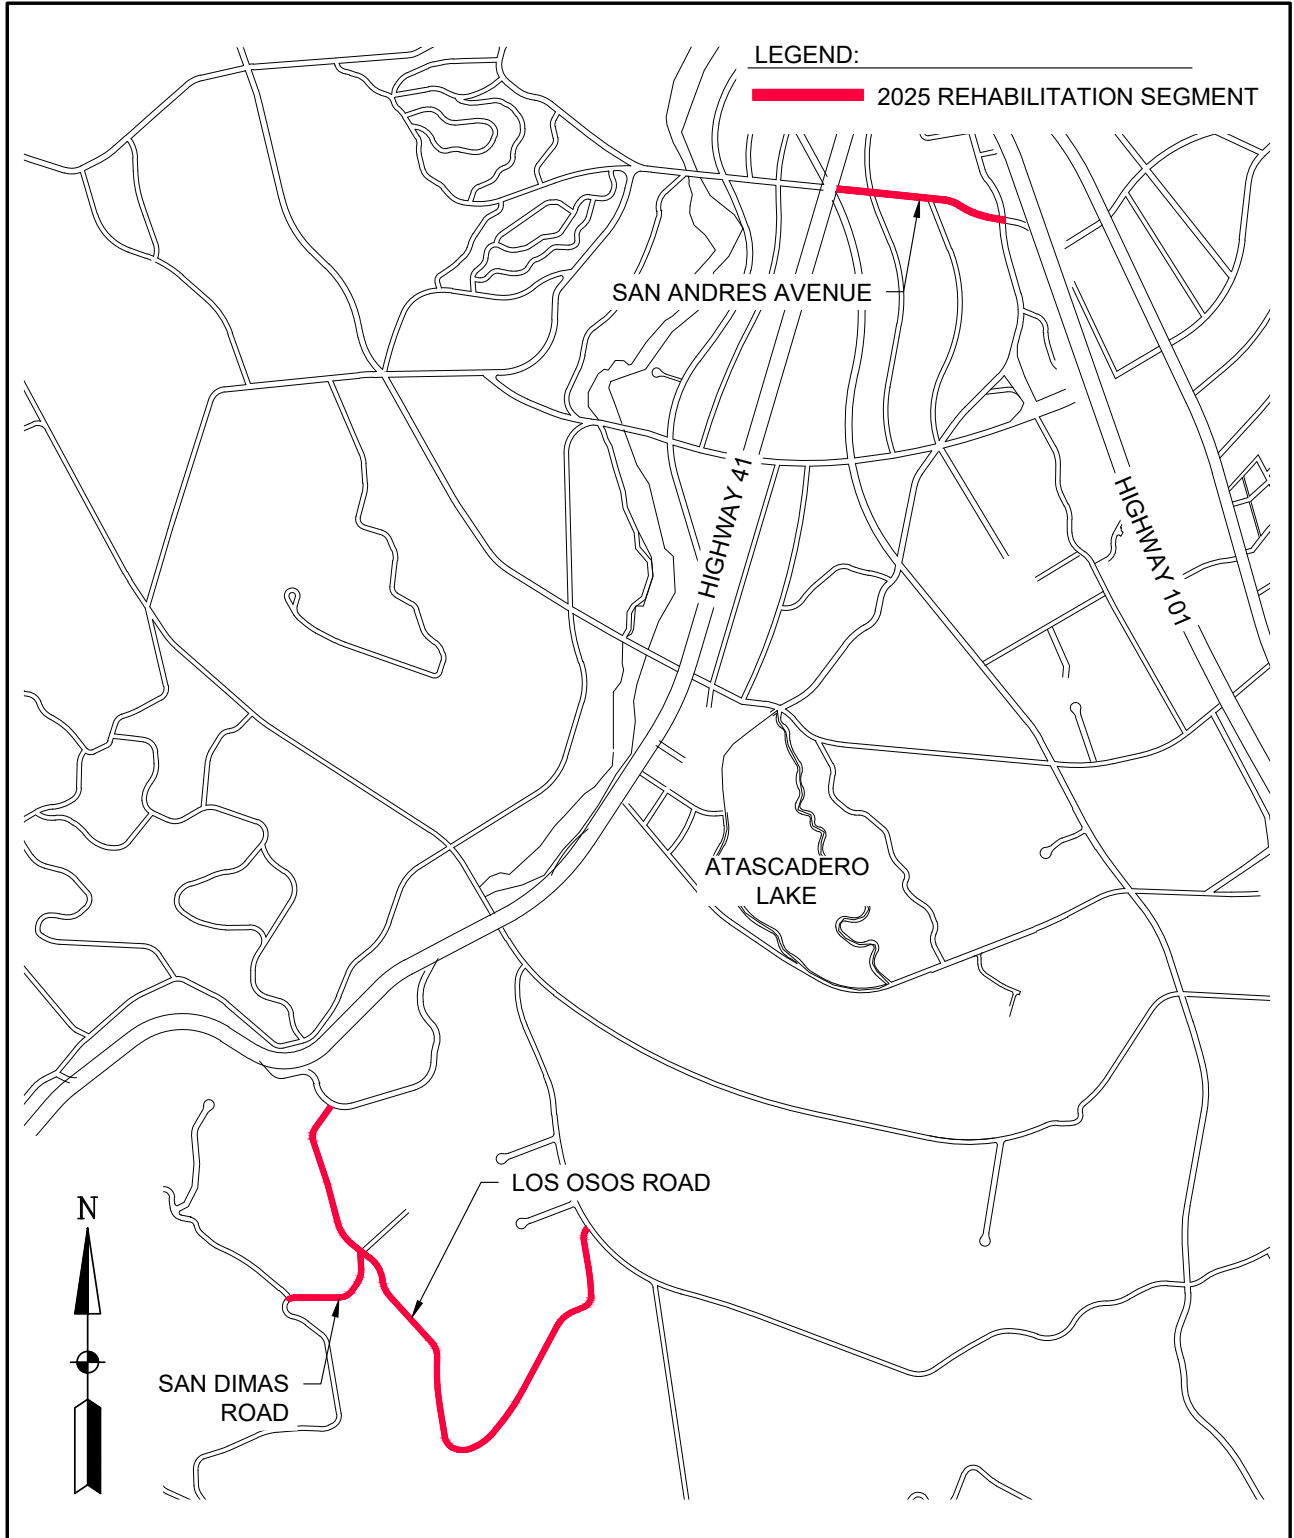 LEGEND:
2025 REHABILITATION SEGMENT
SAN ANDRES AVENUE
HIGHWAY 41
HIGHWAY 101
ATASCADERO
LAKE
LOS OSOS ROAD
N
SAN DIMAS
ROAD